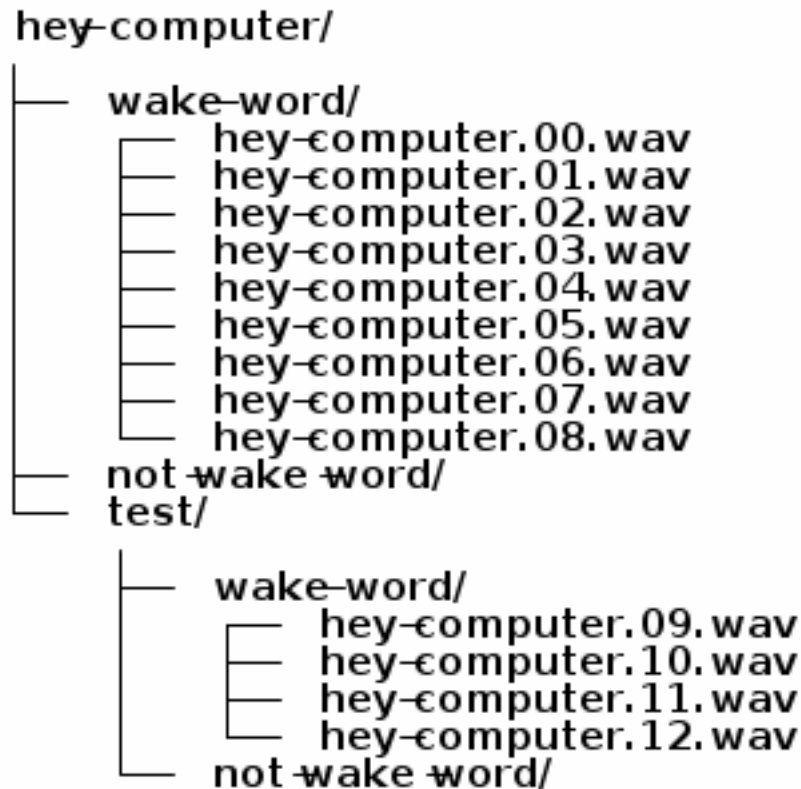 hey-computer/
wake-word/
hey-computer.00.wav
hey-computer.01.wav
hey-computer.02.wav
hey-computer.03.wav
hey-computer.04.wav
hey-computer.05.wav
hey-computer.06.wav
hey-computer.07.wav
hey-computer.08.wav
not-wake-word/
test/
wake-word/
hey-computer.09.wav
hey-computer.10.wav
hey-computer.11.wav
hey-computer.12.wav
not-wake-word/